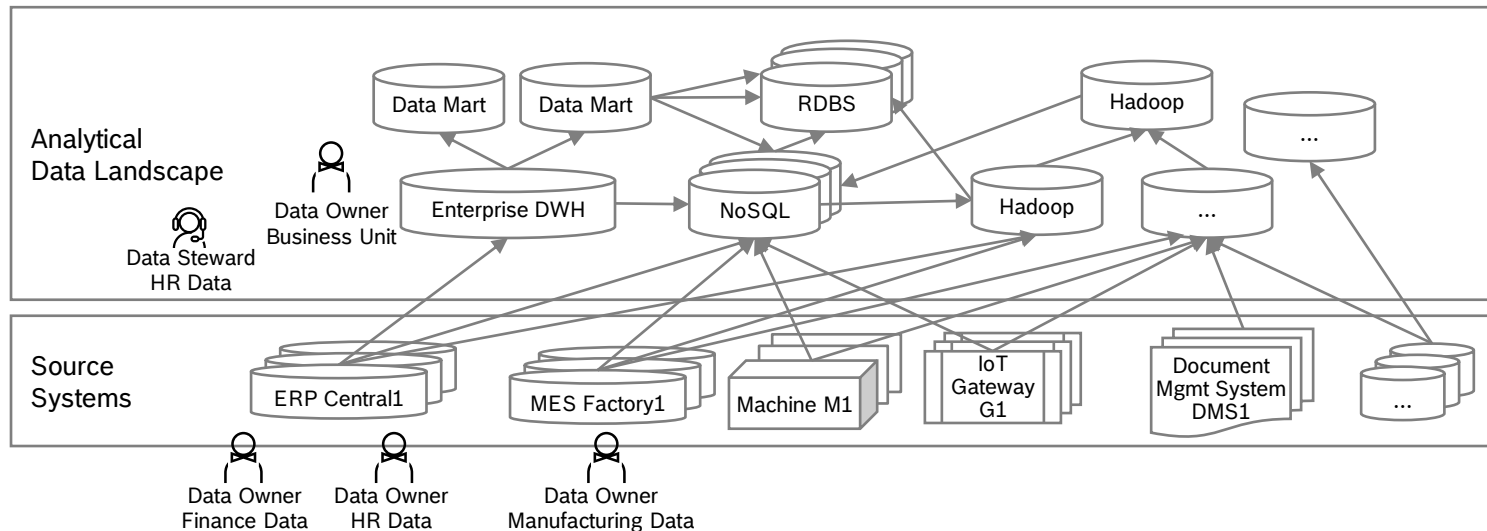 Analytical
Data Landscape
Data Mart
Data Mart
RDBS
Hadoop
...
Data Owner
Business Unit
Enterprise DWH
NoSQL
Hadoop
...
Data Steward
HR Data
Source
Systems
ERP Central1
MES Factory1
Machine M1
IoT
Gateway
G1
Document
Mgmt System
DMS1
...
Data Owner
Finance Data
Data Owner
HR Data
Data Owner
Manufacturing Data